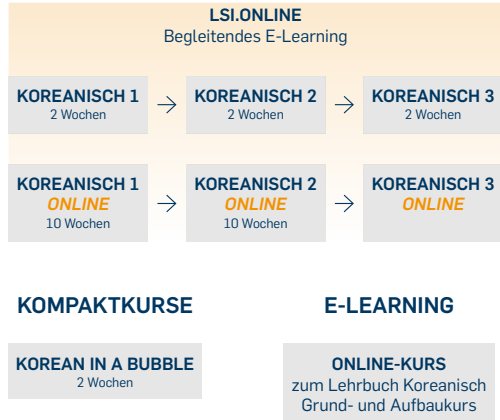 LSI.ONLINE
Begleitendes E-Learning
KOREANISCH 1 → KOREANISCH 2 → KOREANISCH 3
2 Wochen 2 Wochen 2 Wochen
KOREANISCH 1 → KOREANISCH 2 → KOREANISCH 3
ONLINE ONLINE ONLINE
10 Wochen 10 Wochen
KOMPAKTKURSE E-LEARNING
KOREAN IN A BUBBLE
2 Wochen
ONLINE-KURS
zum Lehrbuch Koreanisch
Grund- und Aufbaukurs